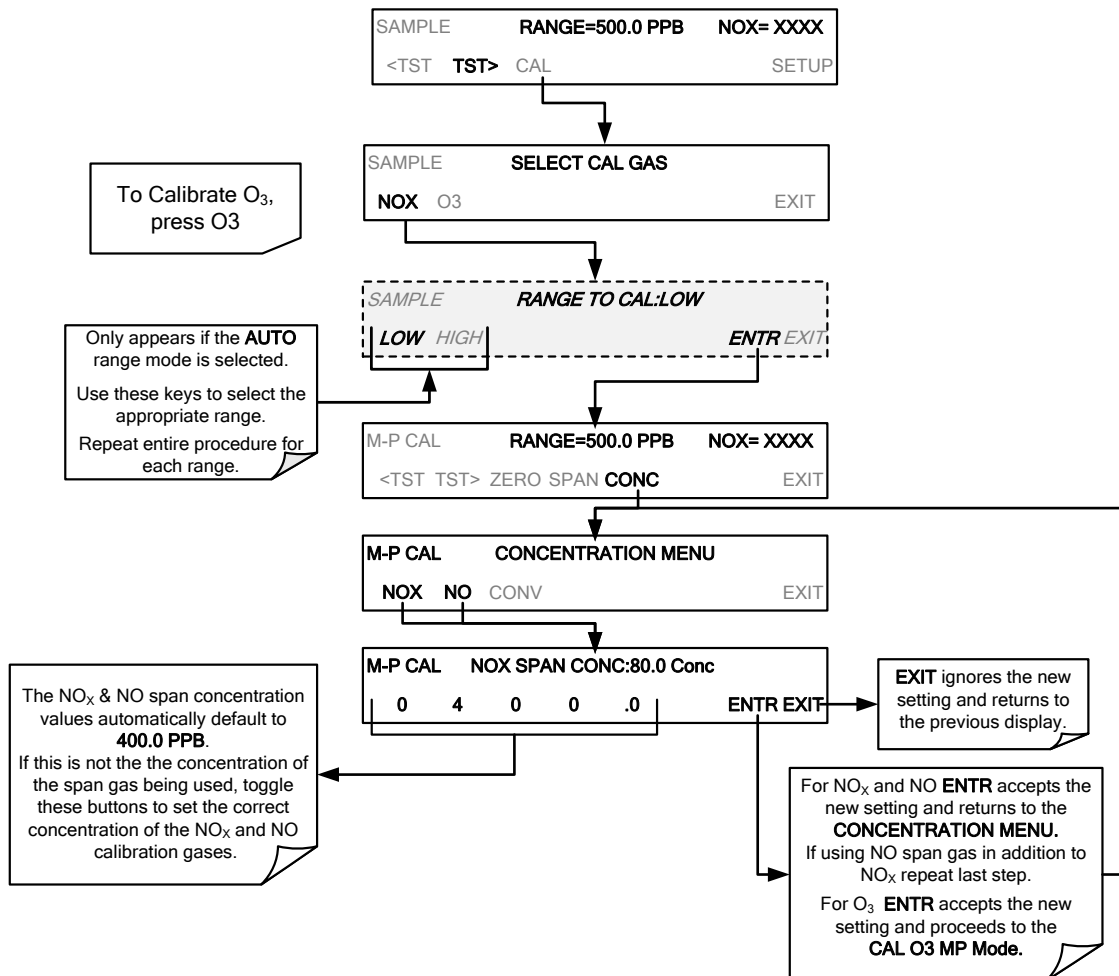 SAMPLE RANGE=500.0 PPB NOX= XXXX
<TST TST> CAL SETUP
SAMPLE SELECT CAL GAS
NOX O3 EXIT
To Calibrate O₃,
press O3
SAMPLE RANGE TO CAL:LOW
LOW HIGH ENTR EXIT
Only appears if the AUTO
range mode is selected.
Use these keys to select the
appropriate range.
Repeat entire procedure for
each range.
M-P CAL RANGE=500.0 PPB NOX= XXXX
<TST TST> ZERO SPAN CONC EXIT
M-P CAL CONCENTRATION MENU
NOX NO CONV EXIT
M-P CAL NOX SPAN CONC:80.0 Conc
0 4 0 0 .0 ENTR EXIT
The NOX & NO span concentration
values automatically default to
400.0 PPB.
If this is not the the concentration of
the span gas being used, toggle
these buttons to set the correct
concentration of the NOX and NO
calibration gases.
EXIT ignores the new
setting and returns to
the previous display.
For NOX and NO ENTR accepts the
new setting and returns to the
CONCENTRATION MENU.
If using NO span gas in addition to
NOX repeat last step.
For O₃ ENTR accepts the new
setting and proceeds to the
CAL O3 MP Mode.